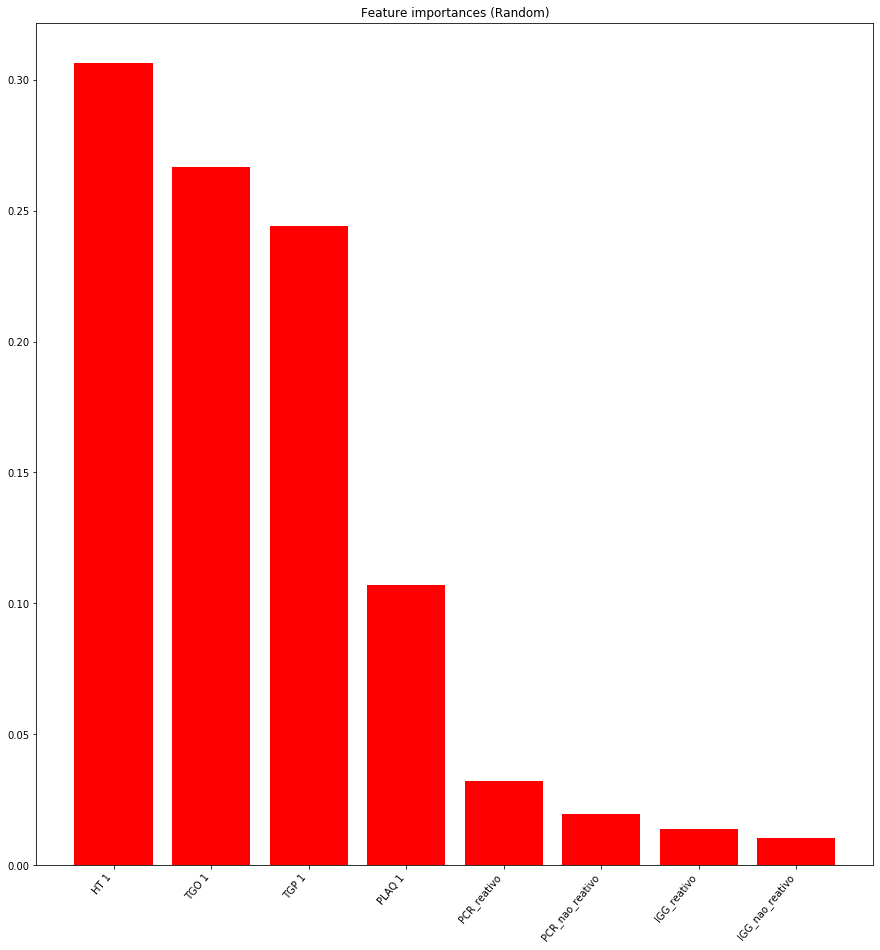 Feature importances (Random)
0.30
0.25
0.20
0.15
0.10
0.05
0.00
HT 1
TGO 1
TGP 1
PLAQ 1
PCR_reativo
PCR_nao_reativo
IGG_reativo
IGG_nao_reativo